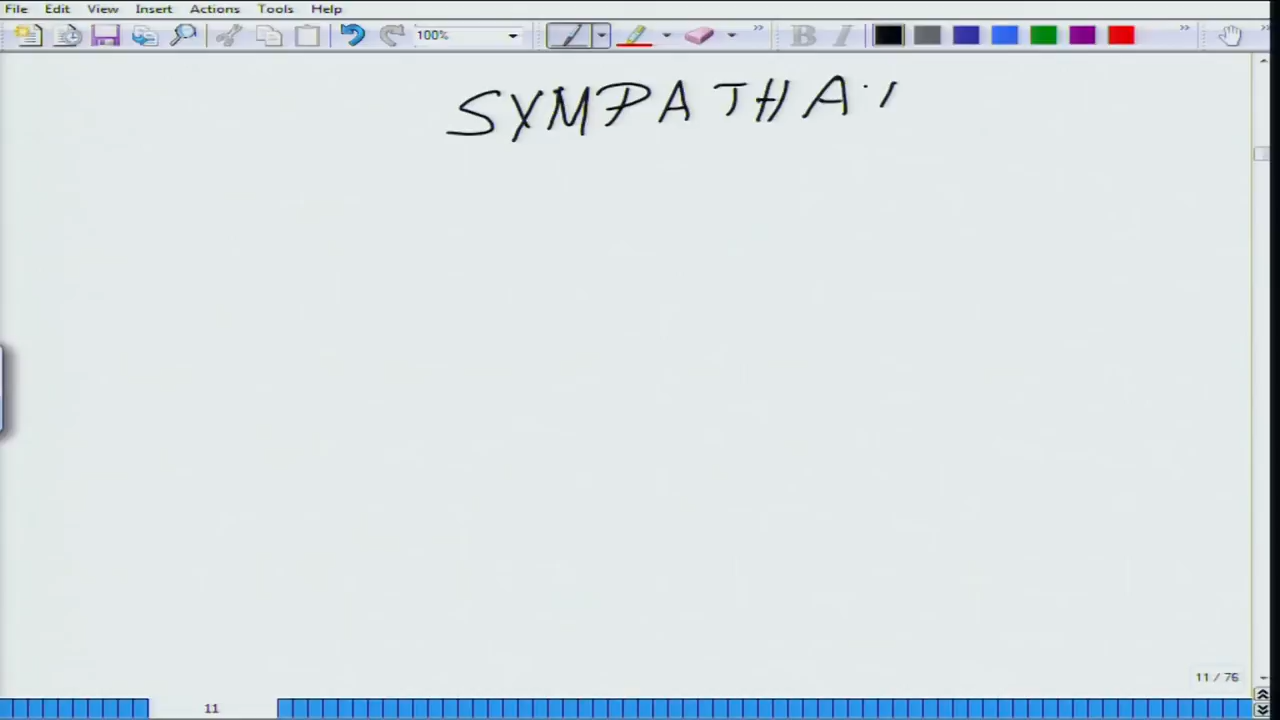 File Edit View Insert Actions Tools Help
100% B I
SYMPATHA
11 / 76
11